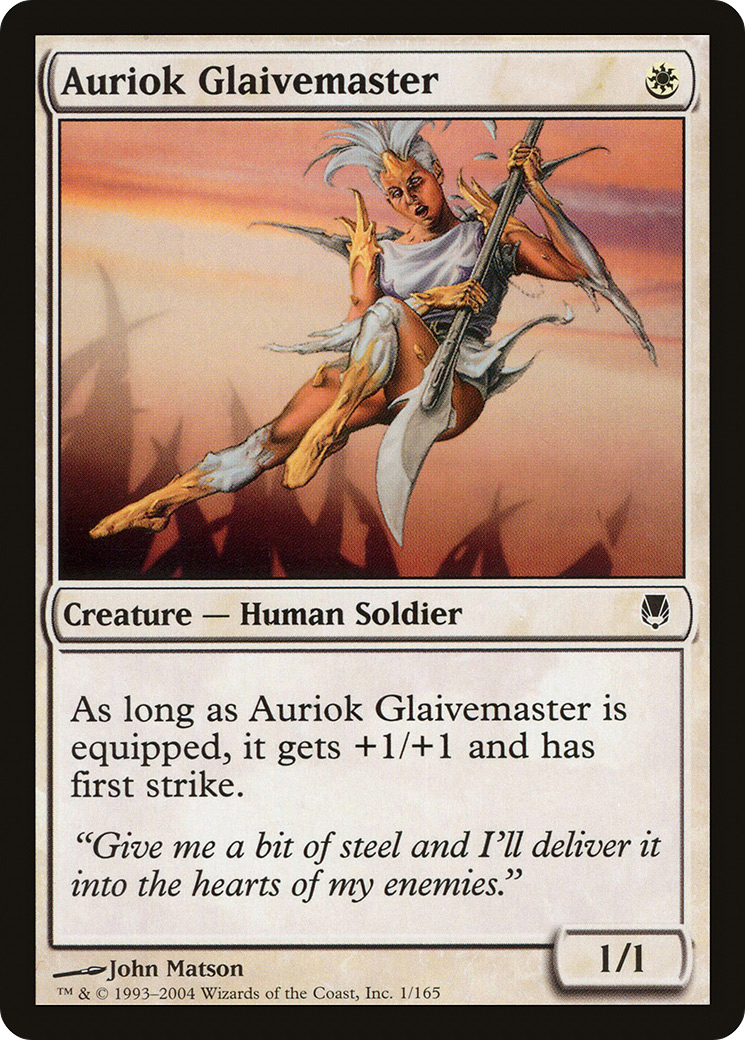 Auriok Glaivemaster
Creature — Human Soldier
As long as Auriok Glaivemaster is
equipped, it gets +1/+1 and has
first strike.
“Give me a bit of steel and I’ll deliver it
into the hearts of my enemies.”
1/1
John Matson
™ & © 1993–2004 Wizards of the Coast, Inc. 1/165